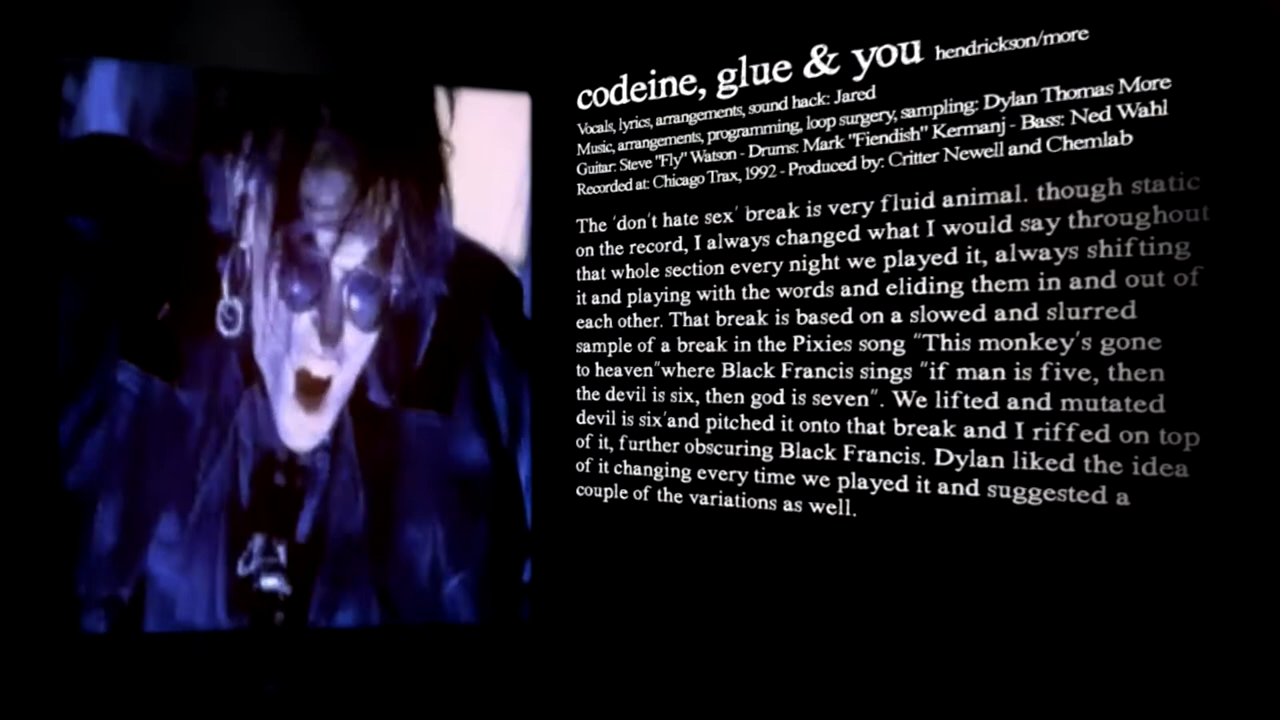 codeine, glue & you hendrickson/more
Vocals, lyrics, arrangements, sound hack: Jared
Music, arrangements, programming, loop surgery, sampling: Dylan Thomas More
Guitar: Steve "Fly" Watson - Drums: Mark "Fiendish" Kermanj - Bass: Ned Wahl
Recorded at: Chicago Trax, 1992 - Produced by: Critter Newell and Chemlab
The 'don't hate sex' break is very fluid animal. though static
on the record, I always changed what I would say throughout
that whole section every night we played it, always shifting
it and playing with the words and eliding them in and out of
each other. That break is based on a slowed and slurred
sample of a break in the Pixies song "This monkey's gone
to heaven"where Black Francis sings "if man is five, then
the devil is six, then god is seven". We lifted and mutated
devil is six'and pitched it onto that break and I riffed on top
of it, further obscuring Black Francis. Dylan liked the idea
of it changing every time we played it and suggested a
couple of the variations as well.